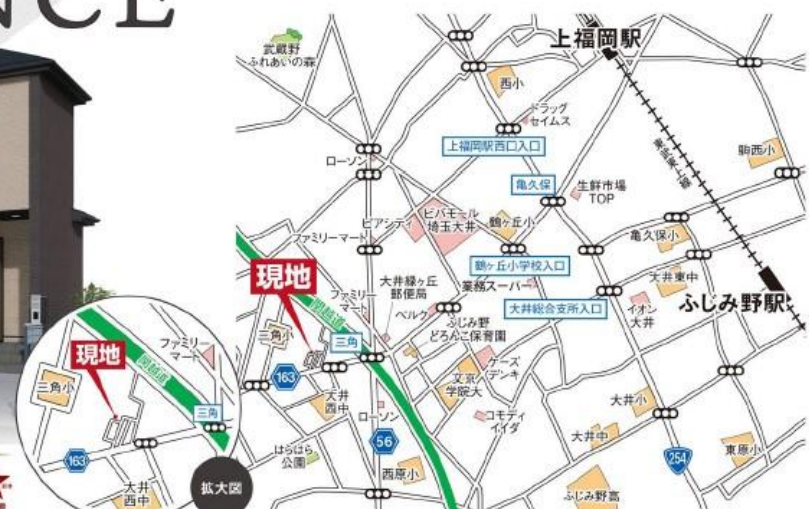 NCE
上福岡駅
武蔵野
ふれあいの森
西小
ドラッグ
セイムス
上福岡駅西口入口
東武東上線
駒西小
ローソン
亀久保
生鮮市場
TOP
ピアシティ
ビバモール
埼玉大井
鶴ヶ丘小
亀久保小
ファミリーマート
鶴ヶ丘小学校入口
大井東中
現地
関越道
ファミリー
マート
大井緑ヶ丘
郵便局
業務スーパー
大井総合支所入口
イオン
大井
ふじみ野駅
ベルク
ふじみ野
どろんこ保育園
三角小
三角
163
文京
学院大
ケーズ
デンキ
大井
西中
ローソン
コモディ
イイダ
大井小
大井中
56
はらはら
公園
西原小
254
東原小
ふじみ野高
現地
ファミリー
マート
関越道
三角小
三角
163
大井
西中
拡大図